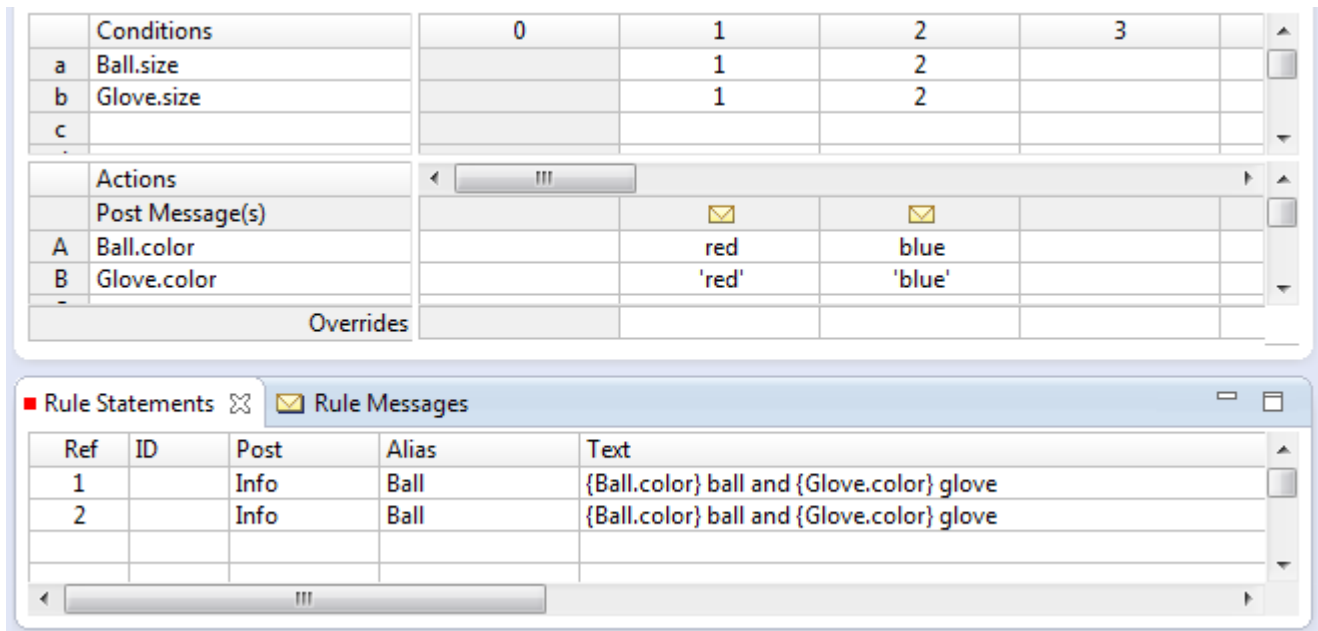 Conditions 0 1 2 3
a Ball.size 1 2
b Glove.size 1 2
c
Actions
Post Message(s)
A Ball.color red blue
B Glove.color 'red' 'blue'
Overrides
Rule Statements Rule Messages
Ref ID Post Alias Text
1 Info Ball {Ball.color} ball and {Glove.color} glove
2 Info Ball {Ball.color} ball and {Glove.color} glove